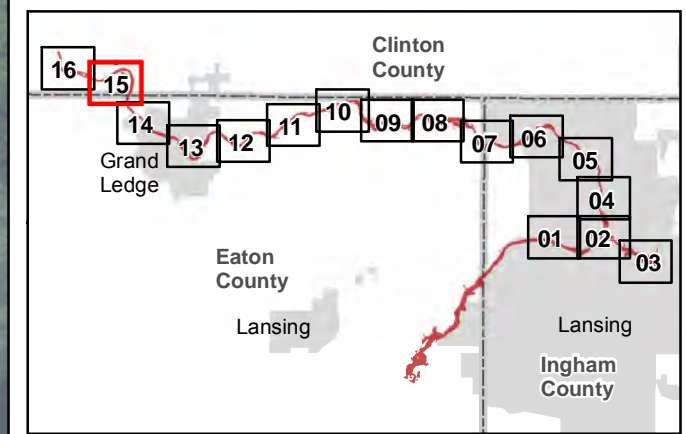 Clinton
County
16
15
14
13
12
11
10
09
08
07
06
05
04
Grand
Ledge
01
02
03
Eaton
County
Lansing
Lansing
Ingham
County